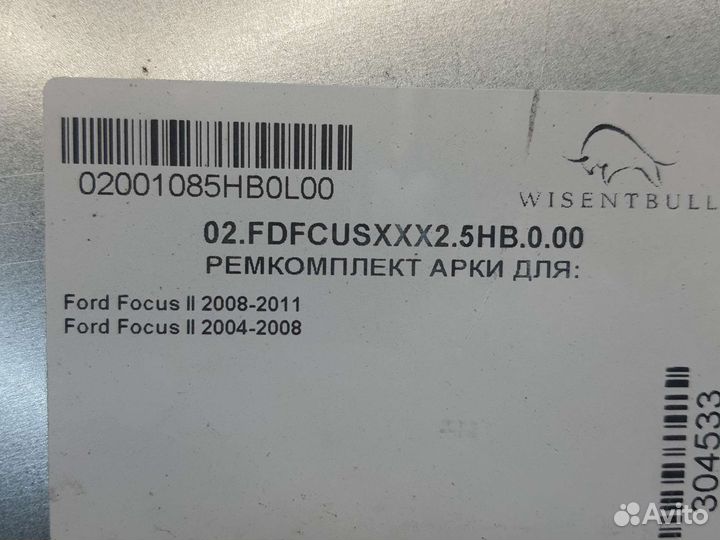 02001085HB0L00
WISENTBULL
02.FDFCUSXXX2.5HB.0.00
РЕМКОМПЛЕКТ АРКИ ДЛЯ:
Ford Focus II 2008-2011
Ford Focus II 2004-2008
304533
Avito